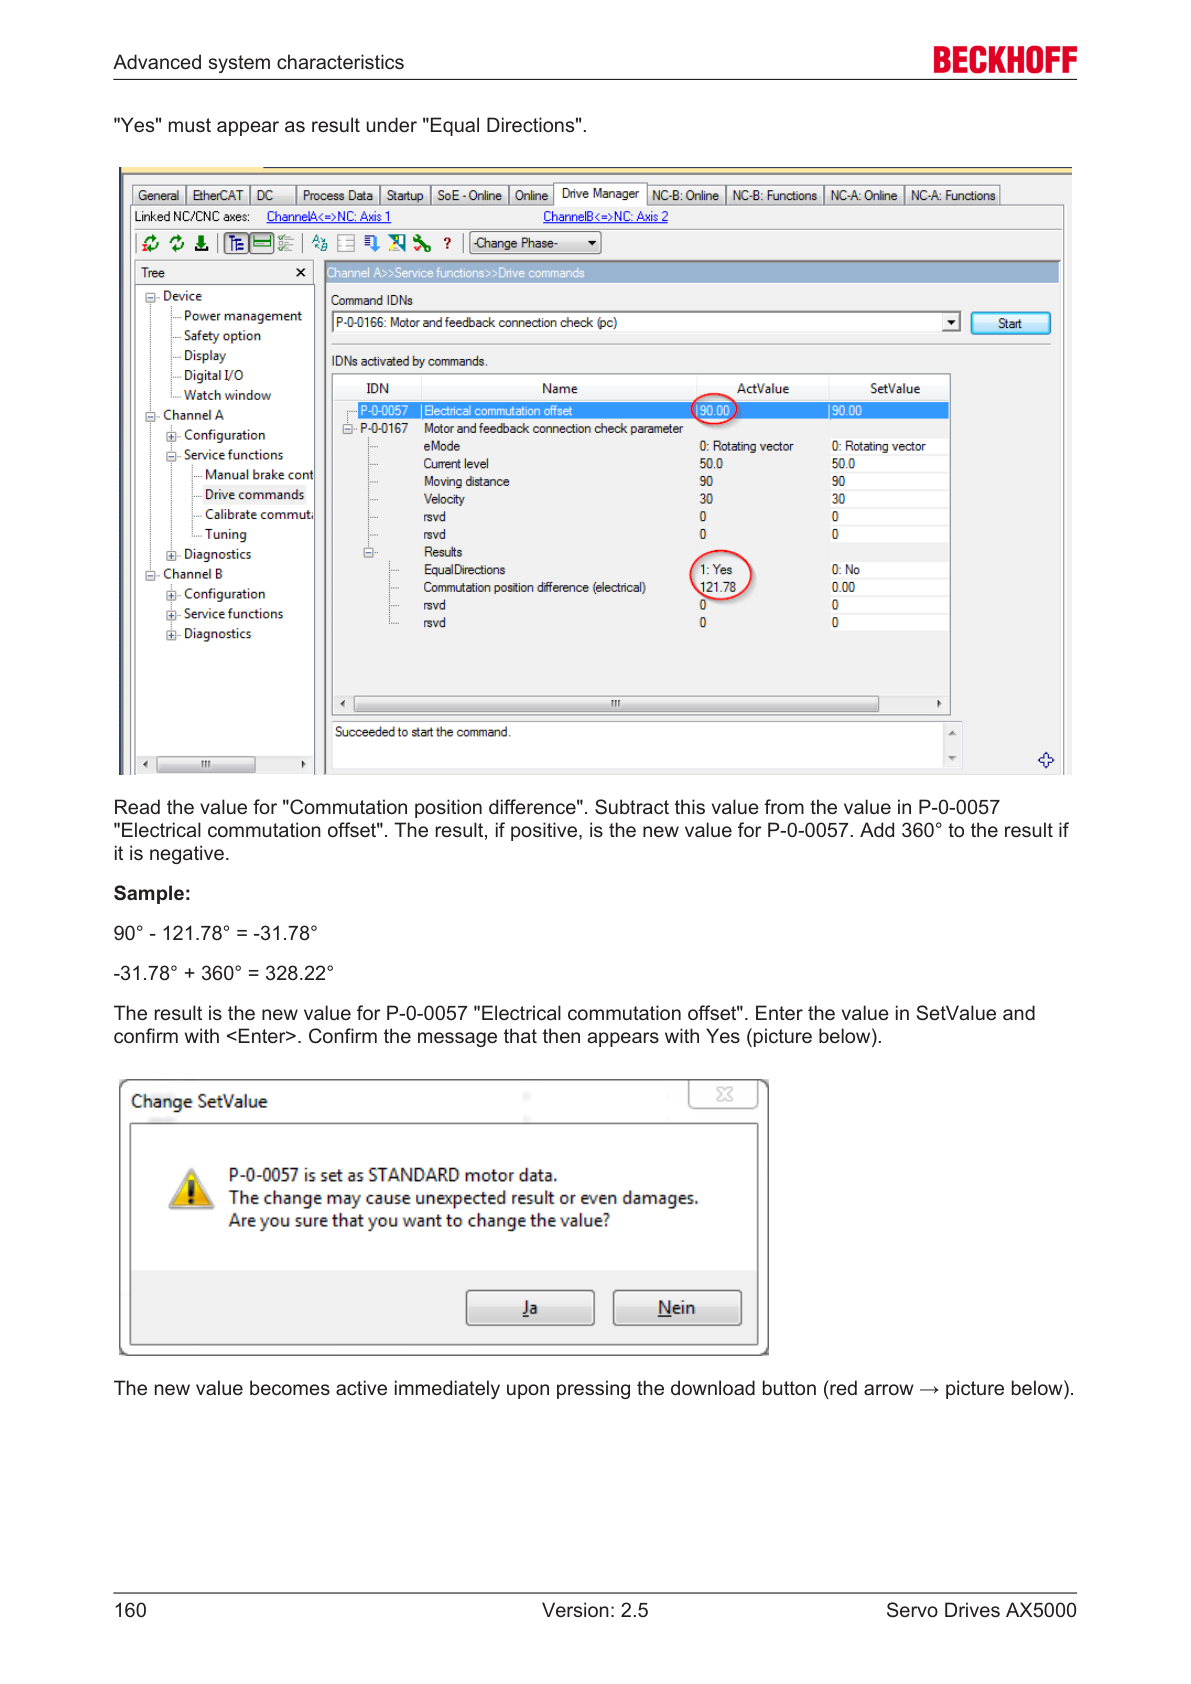 Advanced system characteristics
BECKHOFF
"Yes" must appear as result under "Equal Directions".
General EtherCAT DC Process Data Startup SoE - Online Online Drive Manager NC-B: Online NC-B: Functions NC-A: Online NC-A: Functions
Linked NC/CNC axes: ChannelA<=>NC: Axis 1 ChannelB<=>NC: Axis 2
-Change Phase-
Tree
Channel A>>Service functions>>Drive commands
Device
Power management
Safety option
Display
Digital I/O
Watch window
Channel A
Configuration
Service functions
Manual brake cont
Drive commands
Calibrate commuta
Tuning
Diagnostics
Channel B
Configuration
Service functions
Diagnostics
Command IDNs
P-0-0166: Motor and feedback connection check (pc) Start
IDNs activated by commands.
IDN Name ActValue SetValue
P-0-0057 Electrical commutation offset 90.00 90.00
P-0-0167 Motor and feedback connection check parameter
eMode 0: Rotating vector 0: Rotating vector
Current level 50.0 50.0
Moving distance 90 90
Velocity 30 30
rsvd 0 0
rsvd 0 0
Results
EqualDirections 1: Yes 0: No
Commutation position difference (electrical) 121.78 0.00
rsvd 0 0
rsvd 0 0
Succeeded to start the command.
Read the value for "Commutation position difference". Subtract this value from the value in P-0-0057
"Electrical commutation offset". The result, if positive, is the new value for P-0-0057. Add 360° to the result if
it is negative.
Sample:
90° - 121.78° = -31.78°
-31.78° + 360° = 328.22°
The result is the new value for P-0-0057 "Electrical commutation offset". Enter the value in SetValue and
confirm with <Enter>. Confirm the message that then appears with Yes (picture below).
Change SetValue
P-0-0057 is set as STANDARD motor data.
The change may cause unexpected result or even damages.
Are you sure that you want to change the value?
Ja Nein
The new value becomes active immediately upon pressing the download button (red arrow → picture below).
160 Version: 2.5 Servo Drives AX5000